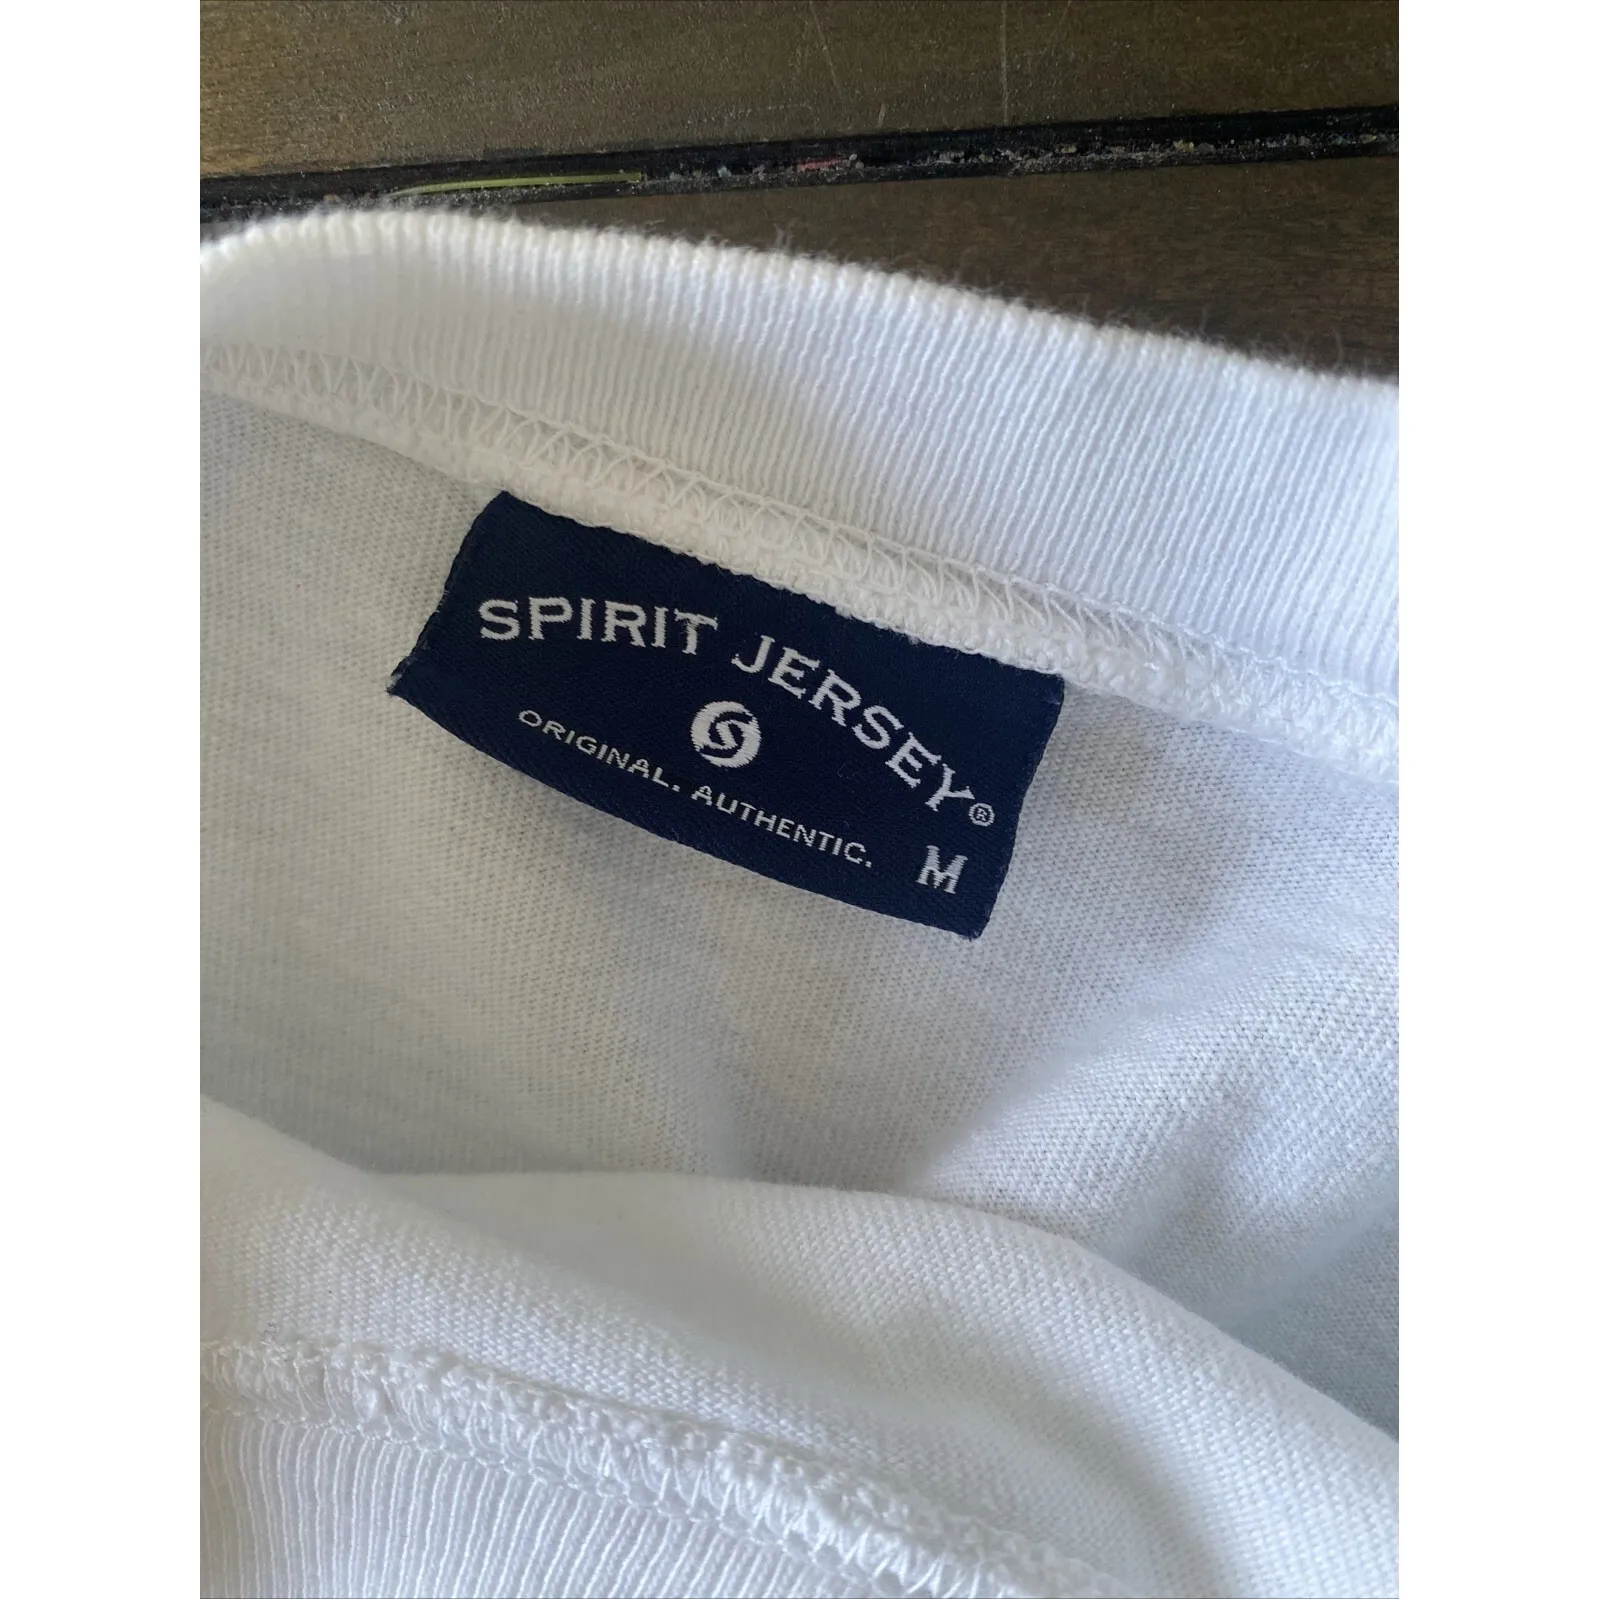 SPIRIT JERSEY®
S
ORIGINAL. AUTHENTIC.
M